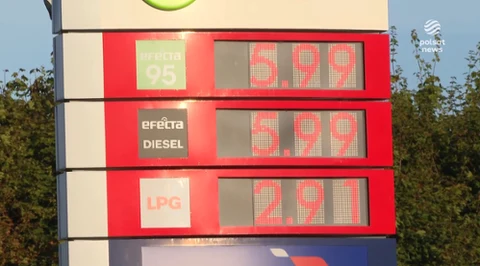 polsat
news
efecta
95
5.99
efecta
DIESEL
5.99
LPG
2.91